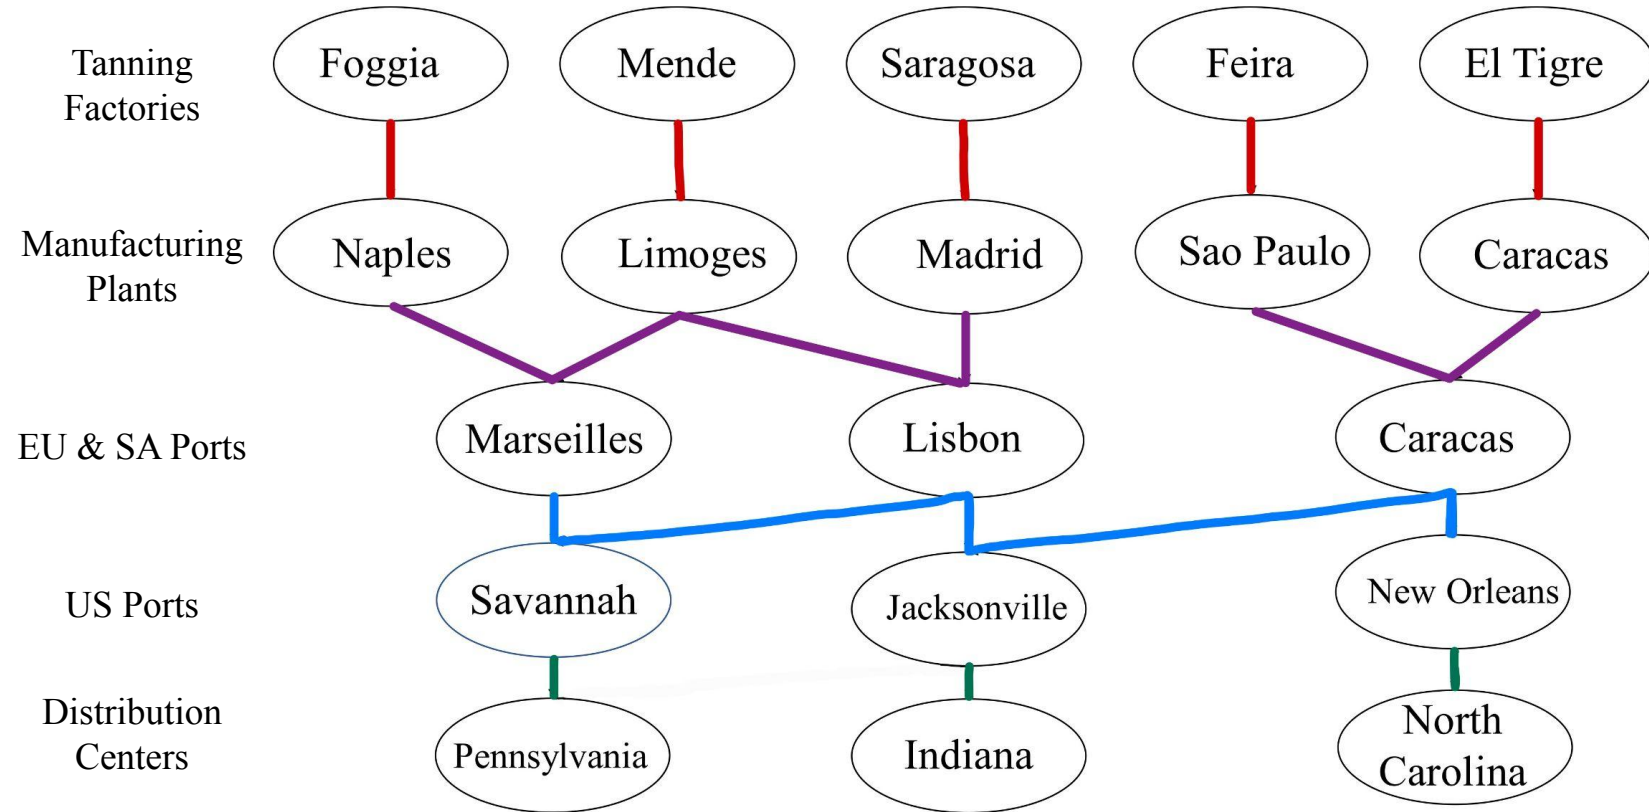 Tanning
Factories
Foggia
Mende
Saragosa
Feira
El Tigre
Manufacturing
Plants
Naples
Limoges
Madrid
Sao Paulo
Caracas
EU & SA Ports
Marseilles
Lisbon
Caracas
US Ports
Savannah
Jacksonville
New Orleans
Distribution
Centers
Pennsylvania
Indiana
North
Carolina